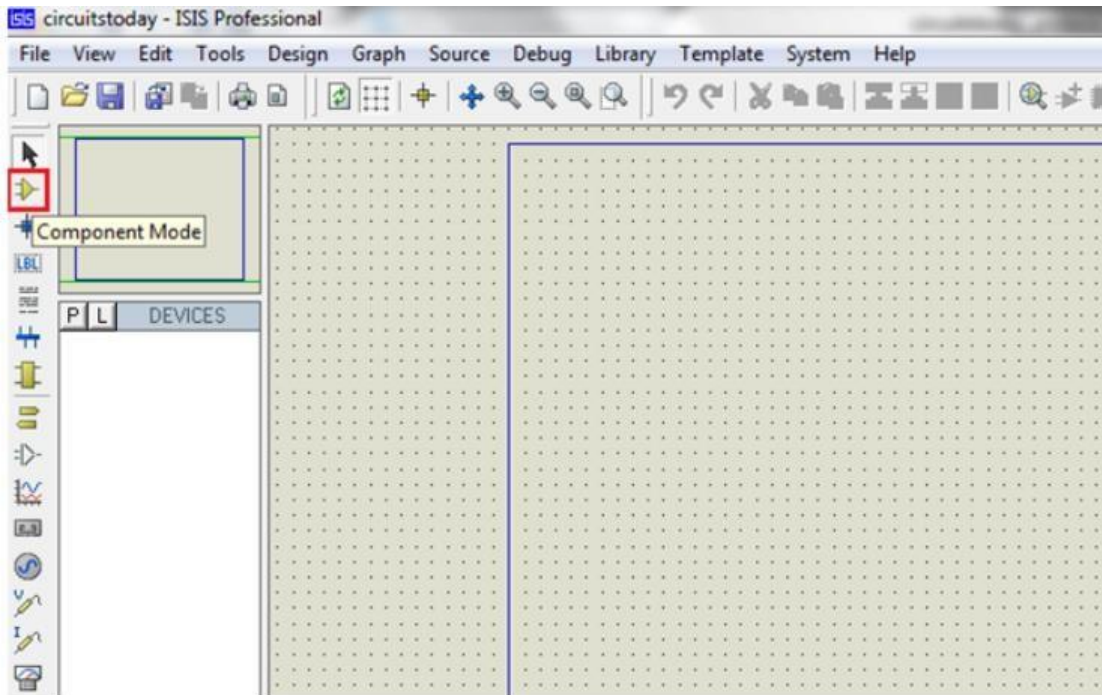 ISIS circuitstoday - ISIS Professional
File View Edit Tools Design Graph Source Debug Library Template System Help
Component Mode
LBL
P L DEVICES
V
I